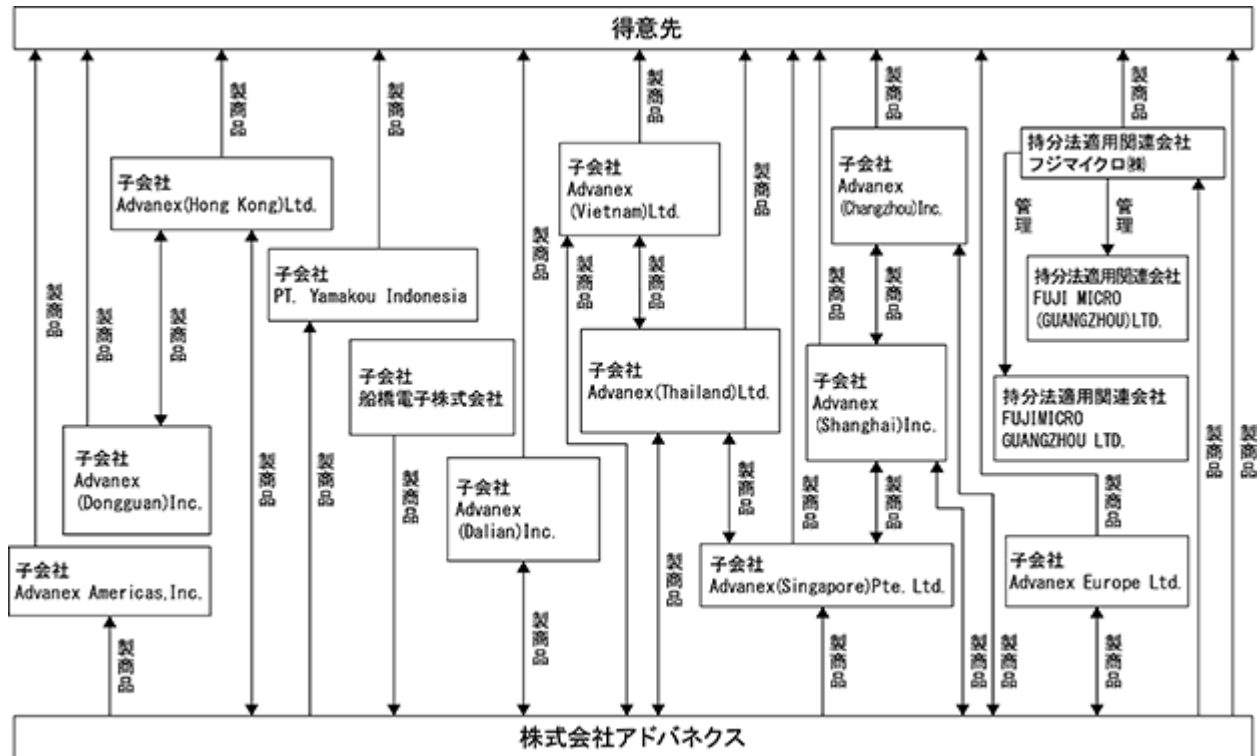 得意先
製商品
製商品
製商品
製商品
製商品
製商品
持分法適用関連会社
フジマイクロ㈱
子会社
Advanex(Hong Kong)Ltd.
子会社
Advanex
(Vietnam)Ltd.
製商品
子会社
Advanex
(Changzhou)Inc.
管理
管理
子会社
PT. Yamakou Indonesia
製商品
製商品
製商品
製商品
製商品
持分法適用関連会社
FUJI MICRO
(GUANGZHOU)LTD.
製商品
製商品
製商品
子会社
船橋電子株式会社
子会社
Advanex(Thailand)Ltd.
子会社
Advanex
(Shanghai)Inc.
持分法適用関連会社
FUJIMICRO
GUANGZHOU LTD.
子会社
Advanex
(Dongguan)Inc.
製商品
製商品
製商品
子会社
Advanex
(Dalian)Inc.
製商品
製商品
製商品
製商品
子会社
Advanex Americas,Inc.
製商品
子会社
Advanex(Singapore)Pte. Ltd.
子会社
Advanex Europe Ltd.
製商品
製商品
製商品
製商品
製商品
製商品
株式会社アドバネクス